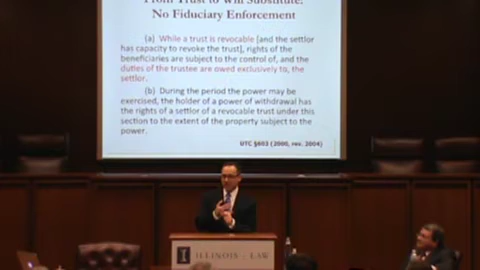 From Trust to Will Substitute:
No Fiduciary Enforcement
(a) While a trust is revocable [and the settlor
has capacity to revoke the trust], rights of the
beneficiaries are subject to the control of, and the
duties of the trustee are owed exclusively to, the
settlor.
(b) During the period the power may be
exercised, the holder of a power of withdrawal has
the rights of a settlor of a revocable trust under this
section to the extent of the property subject to the
power.
UTC §603 (2000, rev. 2004)
I ILLINOIS LAW